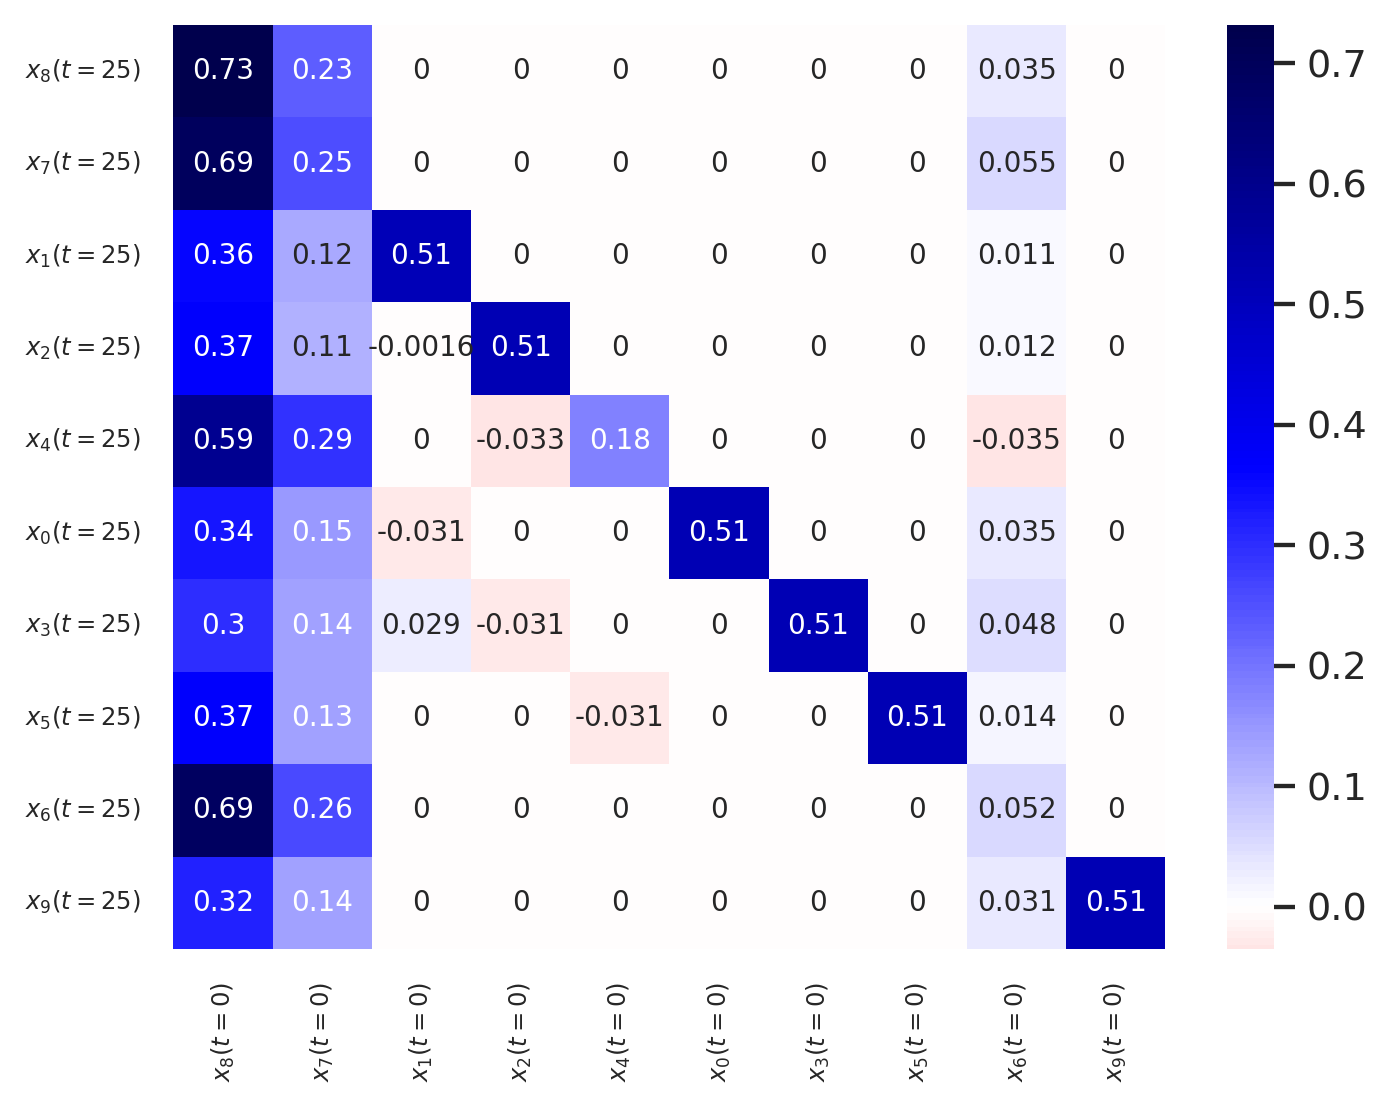 x₈(t = 25) 0.73 0.23 0 0 0 0 0 0 0.035 0
x₇(t = 25) 0.69 0.25 0 0 0 0 0 0 0.055 0
x₁(t = 25) 0.36 0.12 0.51 0 0 0 0 0 0.011 0
x₂(t = 25) 0.37 0.11 -0.0016 0.51 0 0 0 0 0.012 0
x₄(t = 25) 0.59 0.29 0 -0.033 0.18 0 0 0 -0.035 0
x₀(t = 25) 0.34 0.15 -0.031 0 0 0.51 0 0 0.035 0
x₃(t = 25) 0.3 0.14 0.029 -0.031 0 0 0.51 0 0.048 0
x₅(t = 25) 0.37 0.13 0 0 -0.031 0 0 0.51 0.014 0
x₆(t = 25) 0.69 0.26 0 0 0 0 0 0 0.052 0
x₉(t = 25) 0.32 0.14 0 0 0 0 0 0 0.031 0.51
x₈(t = 0)
x₇(t = 0)
x₁(t = 0)
x₂(t = 0)
x₄(t = 0)
x₀(t = 0)
x₃(t = 0)
x₅(t = 0)
x₆(t = 0)
x₉(t = 0)
0.7
0.6
0.5
0.4
0.3
0.2
0.1
0.0